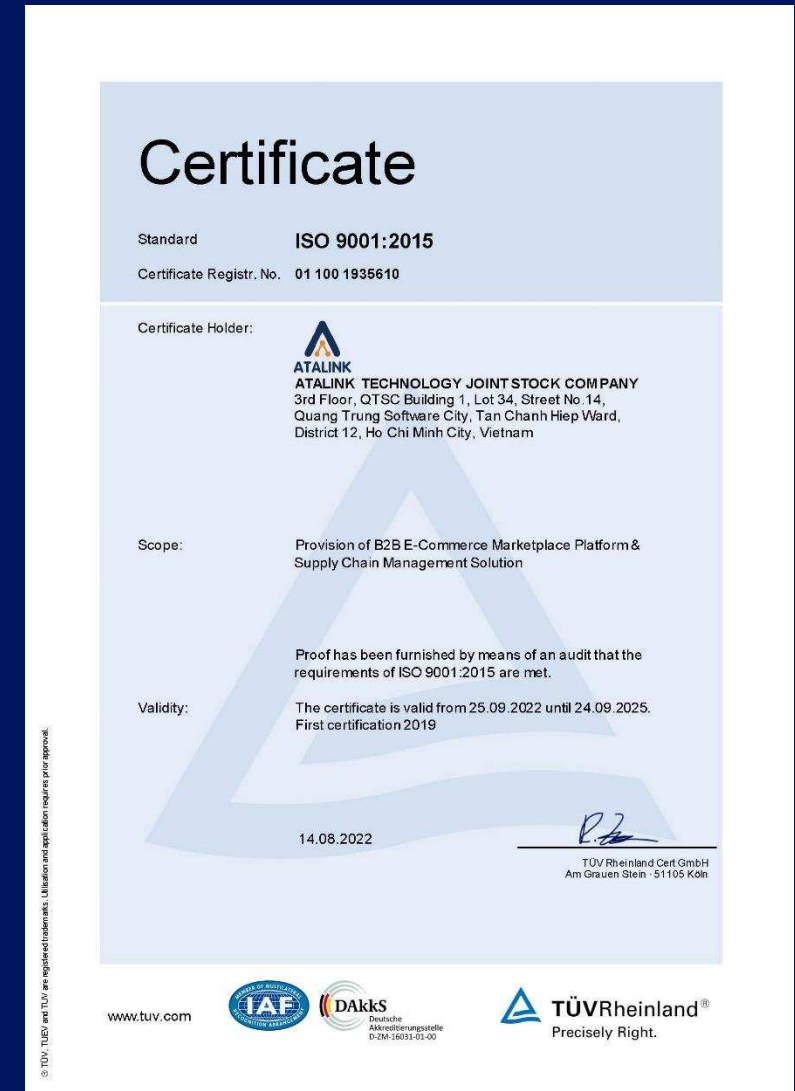 Certificate
Standard ISO 9001:2015
Certificate Registr. No. 01 100 1935610
Certificate Holder:
ATALINK
ATALINK TECHNOLOGY JOINT STOCK COMPANY
3rd Floor, QTSC Building 1, Lot 34, Street No.14,
Quang Trung Software City, Tan Chanh Hiep Ward,
District 12, Ho Chi Minh City, Vietnam
Scope: Provision of B2B E-Commerce Marketplace Platform &
Supply Chain Management Solution
Proof has been furnished by means of an audit that the
requirements of ISO 9001:2015 are met.
Validity: The certificate is valid from 25.09.2022 until 24.09.2025.
First certification 2019
14.08.2022
TÜV Rheinland Cert GmbH
Am Grauen Stein · 51105 Köln
® TÜV, TUEV and TUV are registered trademarks. Utilisation and application requires prior approval.
www.tuv.com
MEMBER OF MULTILATERAL
IAF
RECOGNITION ARRANGEMENT
DAkkS
Deutsche
Akkreditierungsstelle
D-ZM-16031-01-00
TÜVRheinland®
Precisely Right.